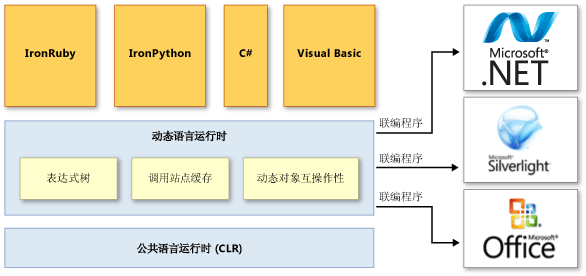 IronRuby
IronPython
C#
Visual Basic
动态语言运行时
表达式树
调用站点缓存
动态对象互操作性
公共语言运行时 (CLR)
联编程序
联编程序
联编程序
Microsoft®
.NET
Microsoft®
Silverlight™
Microsoft®
Office